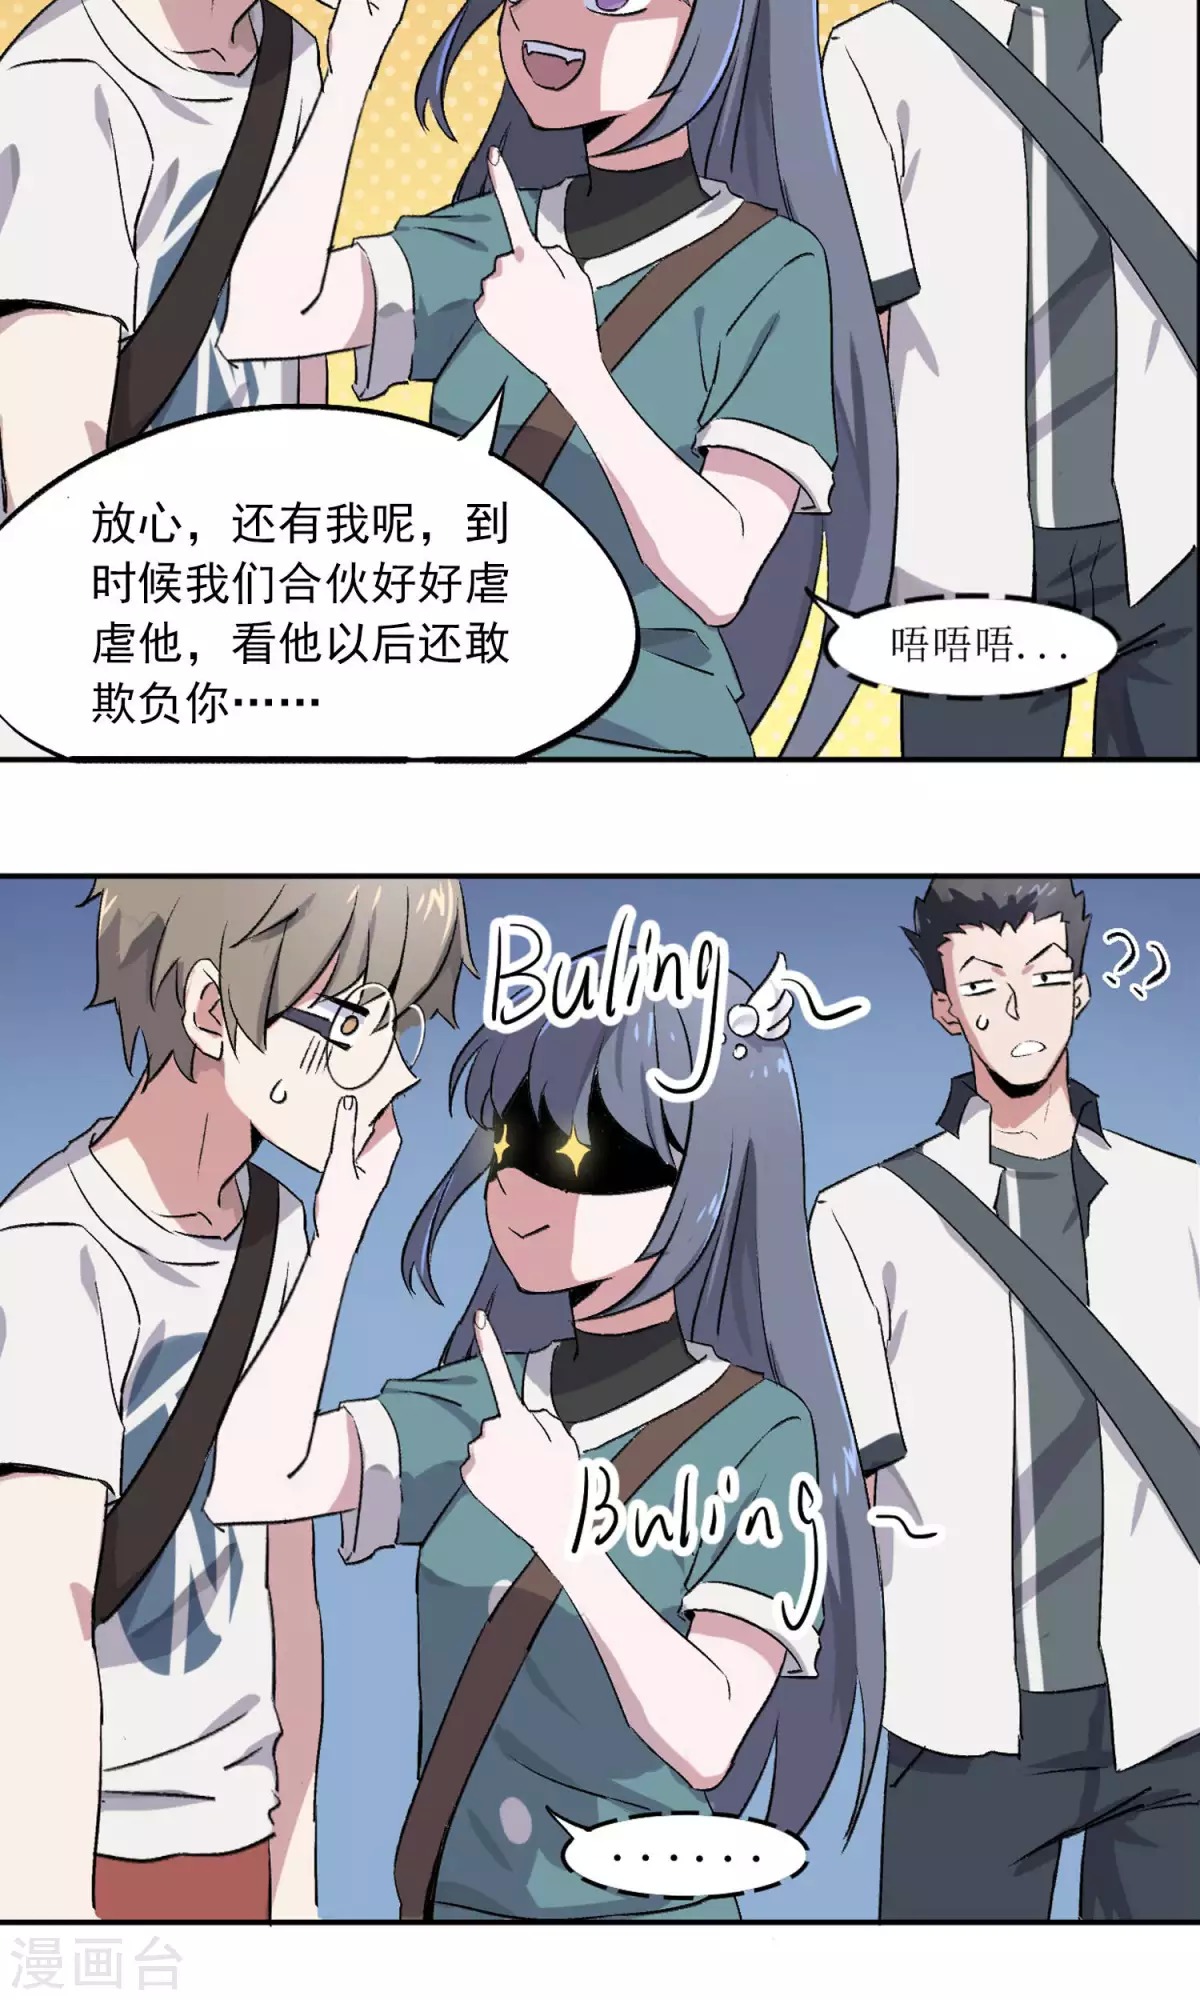 放心，还有我呢，到
时候我们合伙好好虐
虐他，看他以后还敢
欺负你……
唔唔唔...
Buling~
??
Buling~
......
漫画台